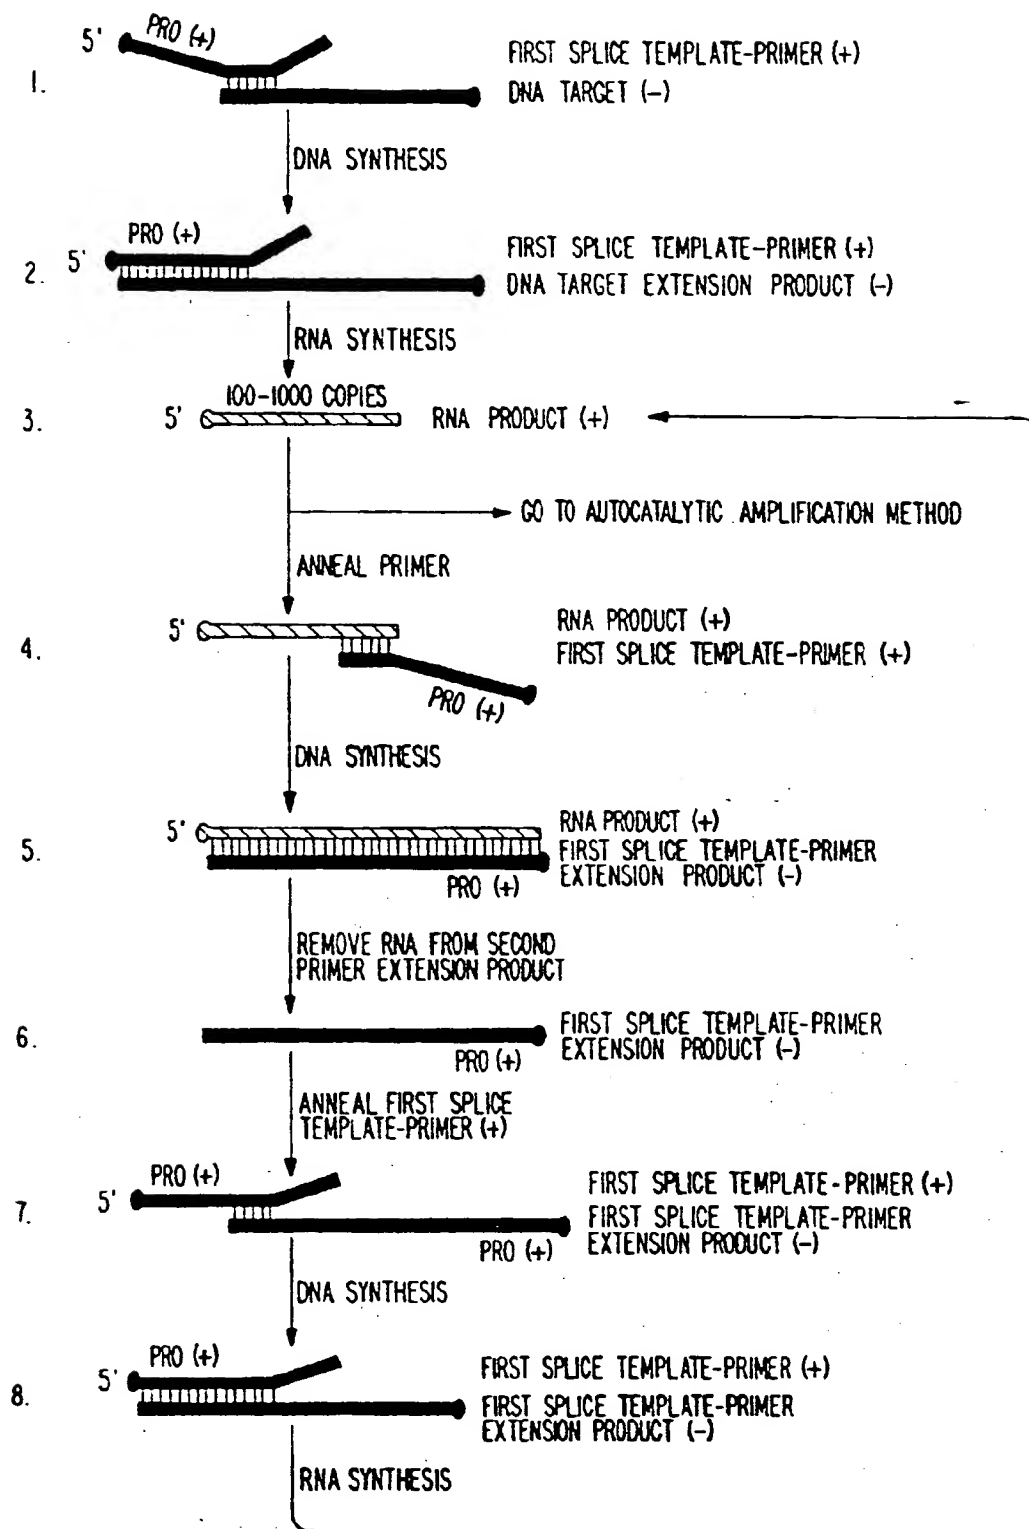 5' PRO (+)
1.
FIRST SPLICE TEMPLATE-PRIMER (+)
DNA TARGET (-)
DNA SYNTHESIS
PRO (+)
2. 5'
FIRST SPLICE TEMPLATE-PRIMER (+)
DNA TARGET EXTENSION PRODUCT (-)
RNA SYNTHESIS
100-1000 COPIES
3. 5' RNA PRODUCT (+)
GO TO AUTOCATALYTIC AMPLIFICATION METHOD
ANNEAL PRIMER
4. 5'
RNA PRODUCT (+)
FIRST SPLICE TEMPLATE-PRIMER (+)
PRO (+)
DNA SYNTHESIS
5. 5'
RNA PRODUCT (+)
FIRST SPLICE TEMPLATE-PRIMER
EXTENSION PRODUCT (-)
PRO (+)
REMOVE RNA FROM SECOND
PRIMER EXTENSION PRODUCT
6.
FIRST SPLICE TEMPLATE-PRIMER
EXTENSION PRODUCT (-)
PRO (+)
ANNEAL FIRST SPLICE
TEMPLATE-PRIMER (+)
PRO (+)
7. 5'
FIRST SPLICE TEMPLATE-PRIMER (+)
FIRST SPLICE TEMPLATE-PRIMER
EXTENSION PRODUCT (-)
PRO (+)
DNA SYNTHESIS
PRO (+)
8. 5'
FIRST SPLICE TEMPLATE-PRIMER (+)
FIRST SPLICE TEMPLATE-PRIMER
EXTENSION PRODUCT (-)
RNA SYNTHESIS